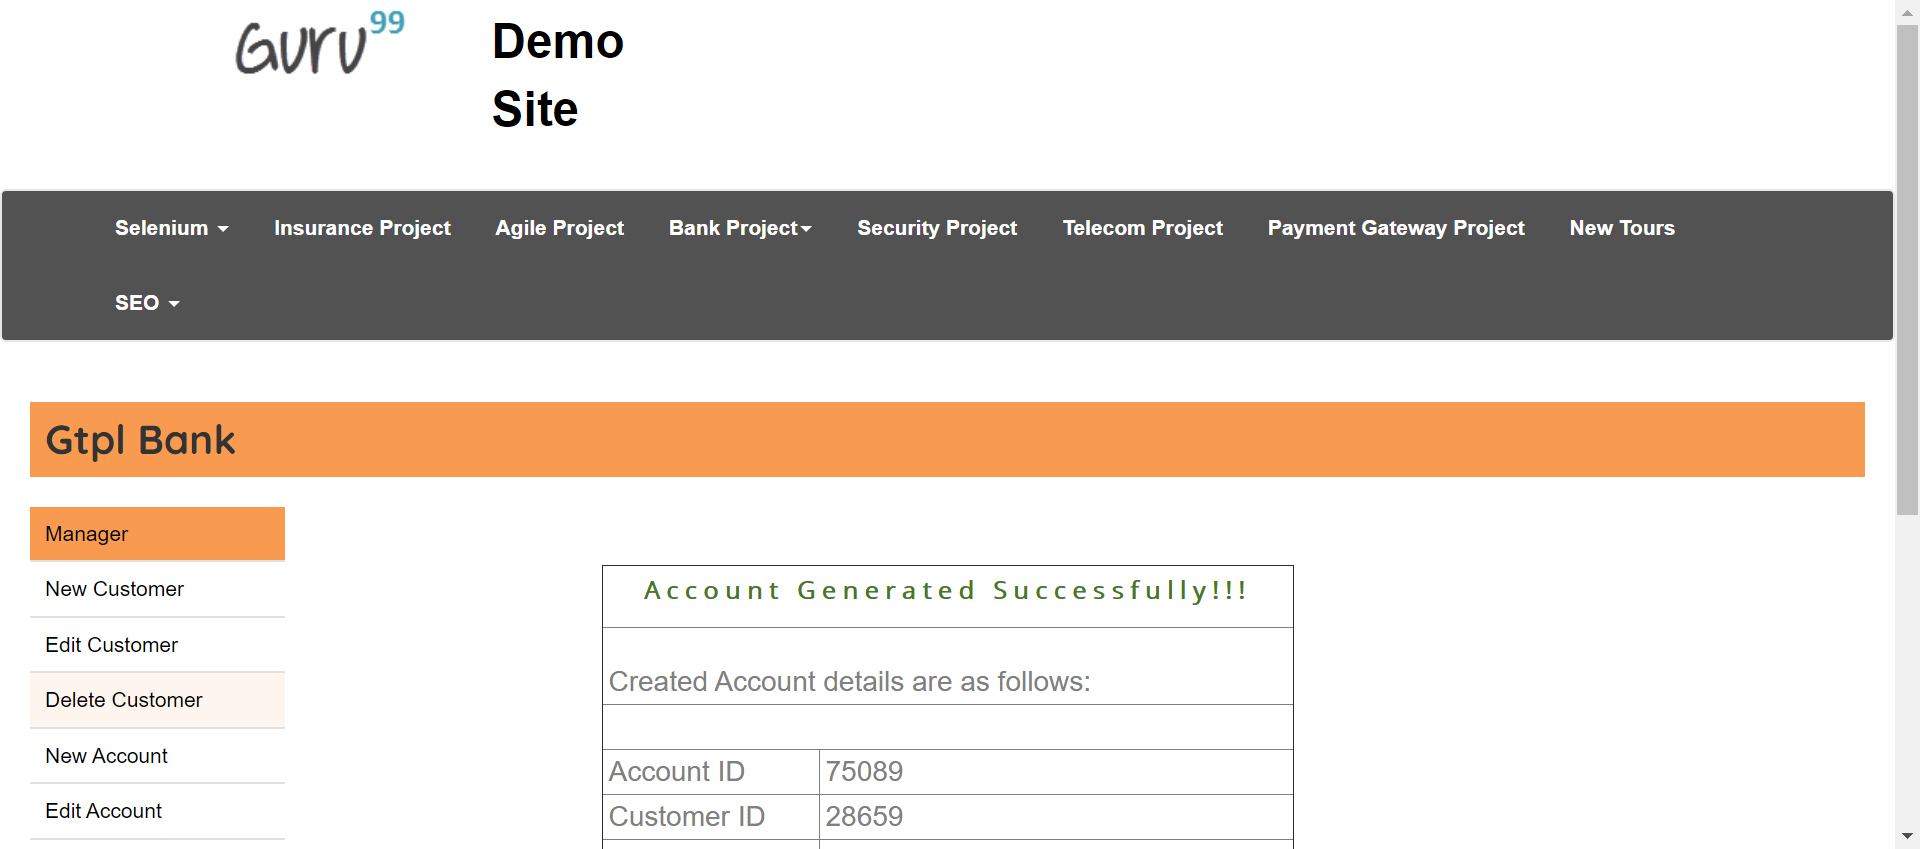 Guru99
Demo
Site
Selenium Insurance Project Agile Project Bank Project Security Project Telecom Project Payment Gateway Project New Tours
SEO
Gtpl Bank
Manager
New Customer
Edit Customer
Delete Customer
New Account
Edit Account
Account Generated Successfully!!!
Created Account details are as follows:
Account ID 75089
Customer ID 28659